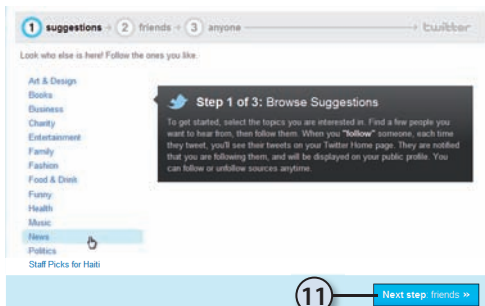 1 suggestions 2 friends 3 anyone twitter
Look who else is here! Follow the ones you like.
Art & Design
Books
Business
Charity
Entertainment
Family
Fashion
Food & Drink
Funny
Health
Music
News
Politics
Staff Picks for Haiti
Step 1 of 3: Browse Suggestions
To get started, select the topics you are interested in. Find a few people you
want to hear from, then follow them. When you "follow" someone, each time
they tweet, you'll see their tweets on your Twitter Home page. They are notified
that you are following them, and will be displayed on your public profile. You
can follow or unfollow sources anytime.
11
Next step friends »